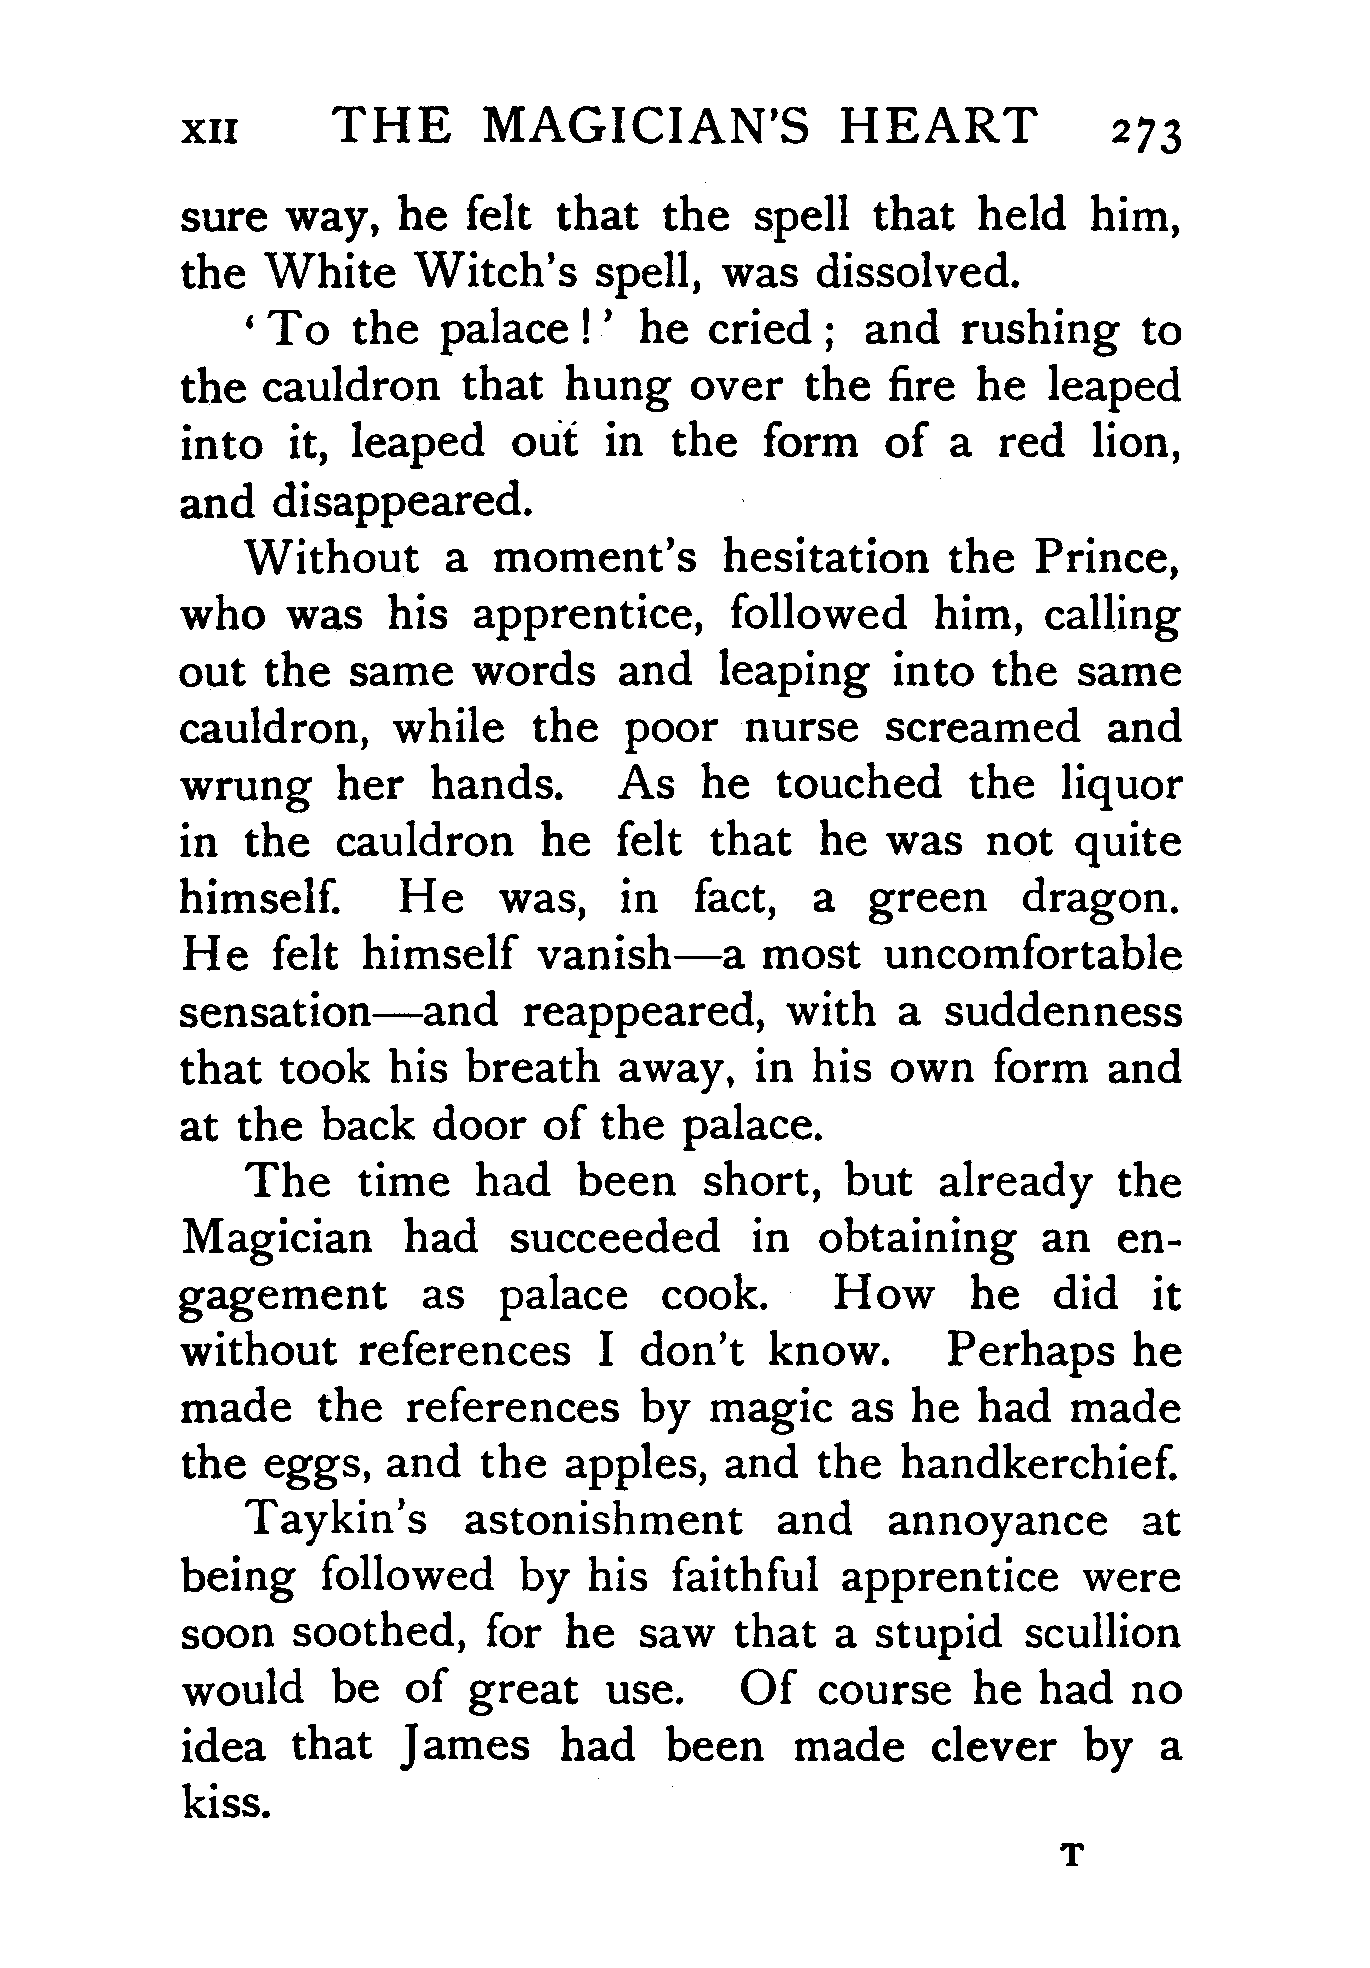 XII THE MAGICIAN'S HEART 273
sure way, he felt that the spell that held him,
the White Witch's spell, was dissolved.
‘To the palace!’ he cried; and rushing to
the cauldron that hung over the fire he leaped
into it, leaped out in the form of a red lion,
and disappeared.
Without a moment's hesitation the Prince,
who was his apprentice, followed him, calling
out the same words and leaping into the same
cauldron, while the poor nurse screamed and
wrung her hands. As he touched the liquor
in the cauldron he felt that he was not quite
himself. He was, in fact, a green dragon.
He felt himself vanish—a most uncomfortable
sensation—and reappeared, with a suddenness
that took his breath away, in his own form and
at the back door of the palace.
The time had been short, but already the
Magician had succeeded in obtaining an en-
gagement as palace cook. How he did it
without references I don't know. Perhaps he
made the references by magic as he had made
the eggs, and the apples, and the handkerchief.
Taykin's astonishment and annoyance at
being followed by his faithful apprentice were
soon soothed, for he saw that a stupid scullion
would be of great use. Of course he had no
idea that James had been made clever by a
kiss.
T